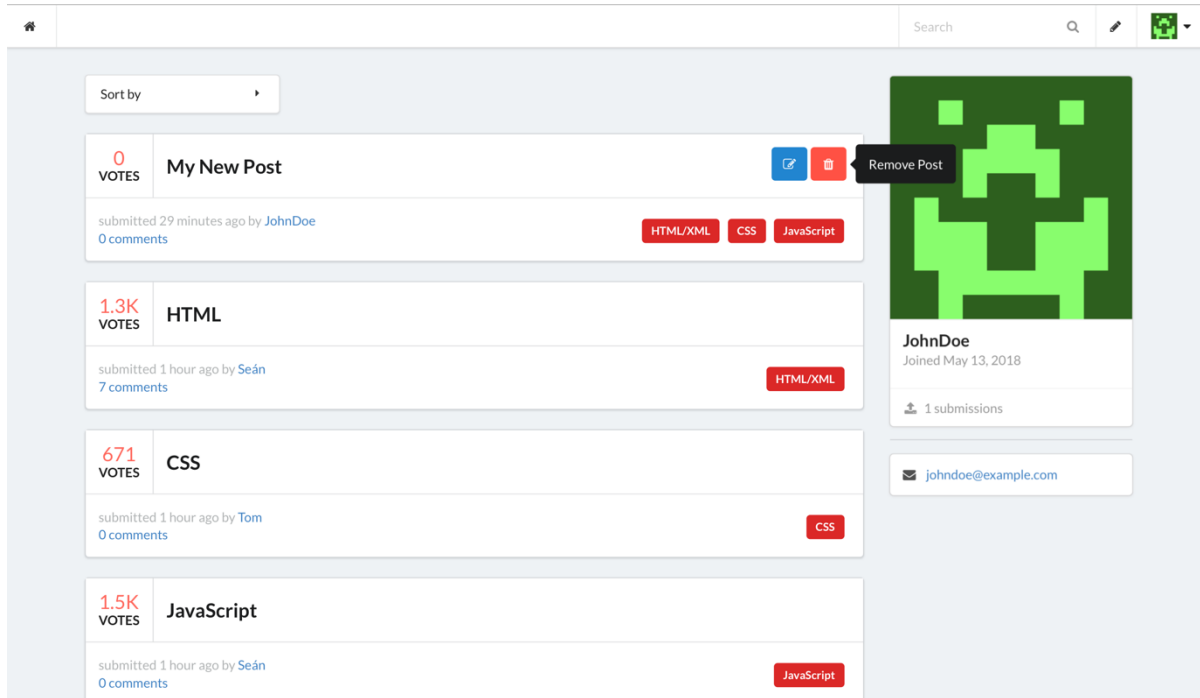 Search
Sort by
0
VOTES
My New Post
Remove Post
submitted 29 minutes ago by JohnDoe
0 comments
HTML/XML
CSS
JavaScript
1.3K
VOTES
HTML
submitted 1 hour ago by Seán
7 comments
HTML/XML
671
VOTES
CSS
submitted 1 hour ago by Tom
0 comments
CSS
1.5K
VOTES
JavaScript
submitted 1 hour ago by Seán
0 comments
JavaScript
JohnDoe
Joined May 13, 2018
1 submissions
johndoe@example.com